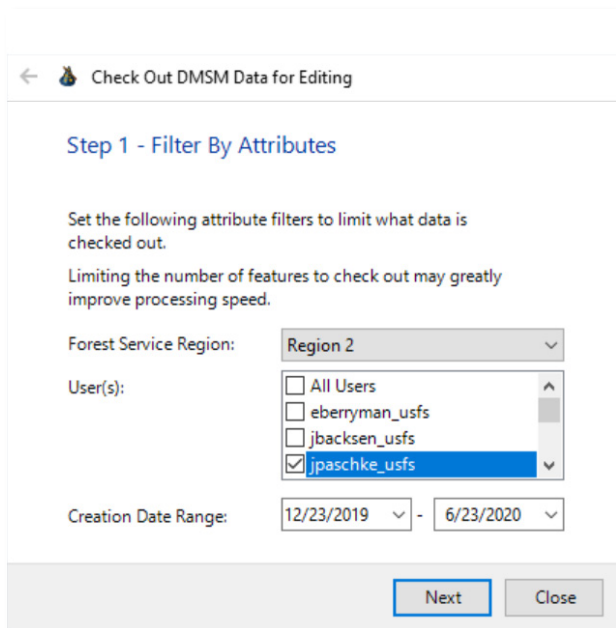 Check Out DMSM Data for Editing
Step 1 - Filter By Attributes
Set the following attribute filters to limit what data is
checked out.
Limiting the number of features to check out may greatly
improve processing speed.
Forest Service Region: Region 2
User(s): All Users
eberryman_usfs
jbacksen_usfs
jpaschke_usfs
Creation Date Range: 12/23/2019 - 6/23/2020
Next Close